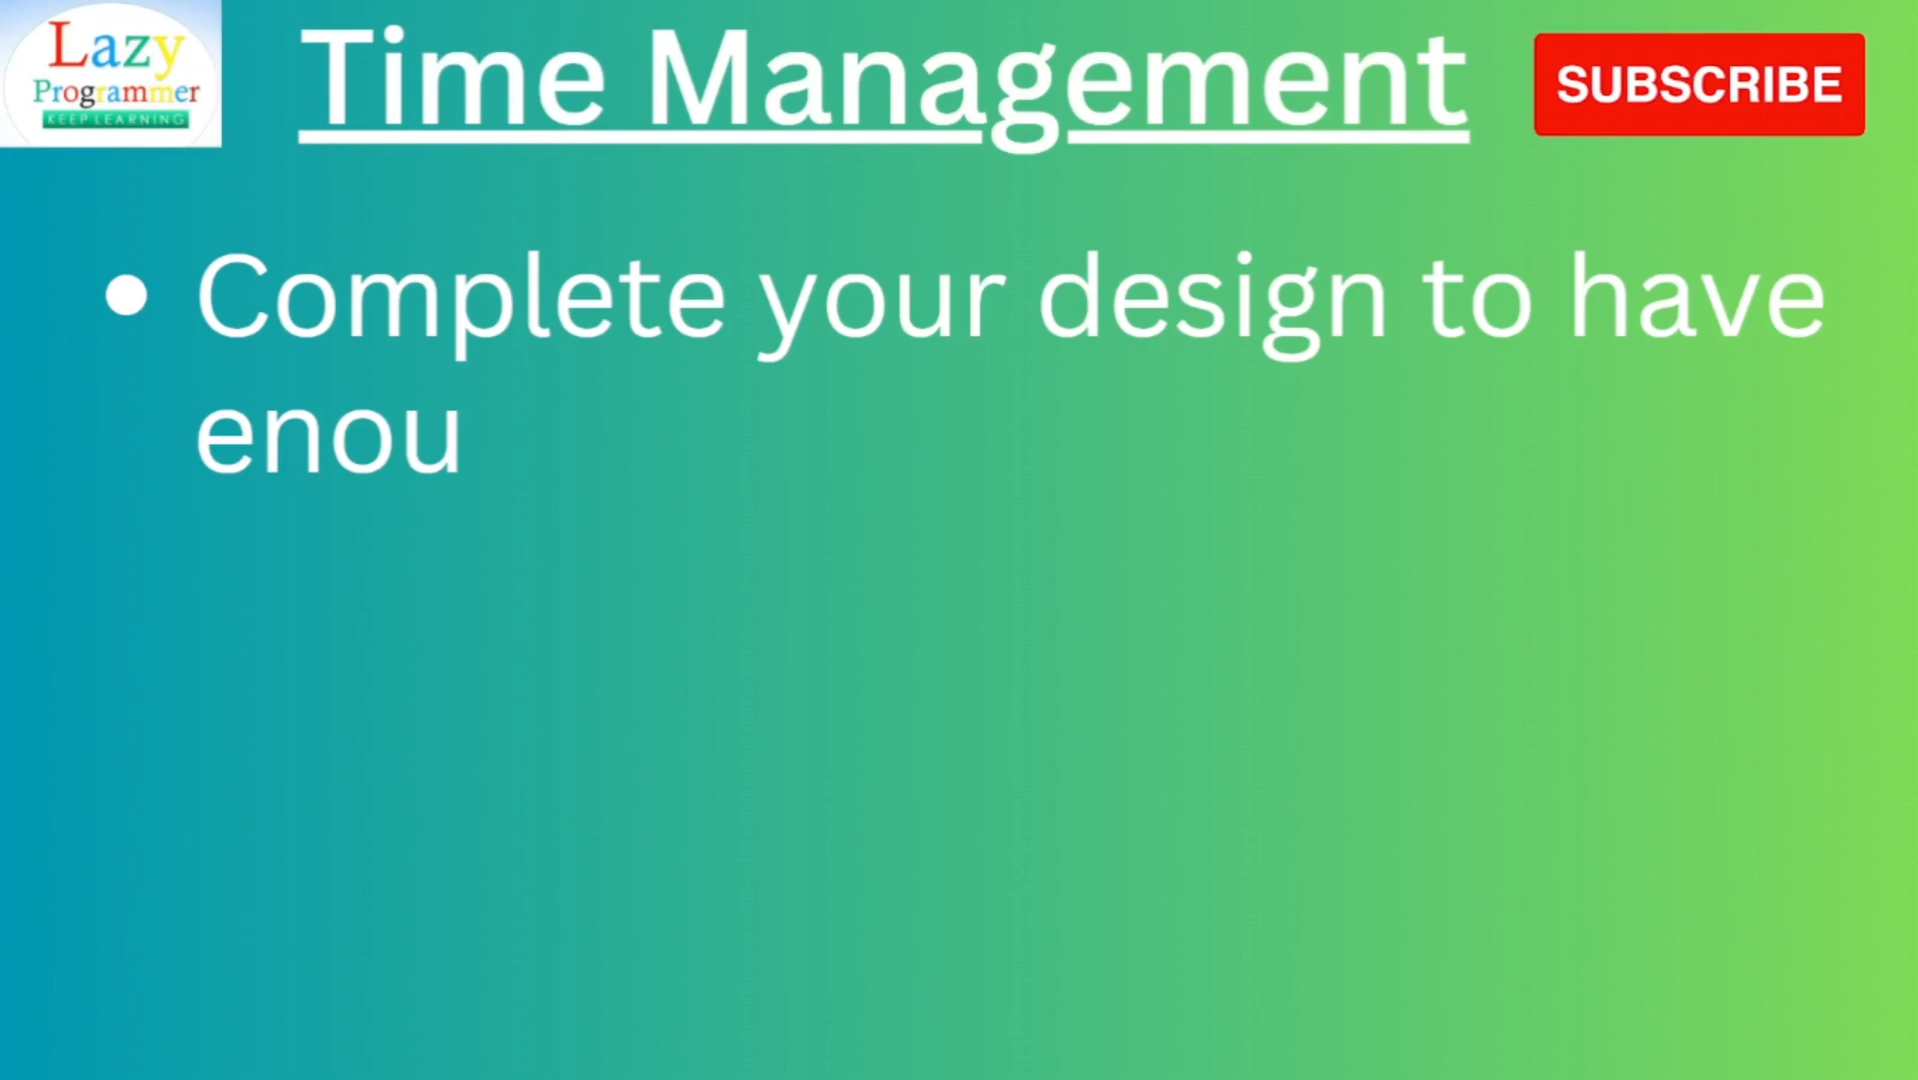 Lazy
Programmer
KEEP LEARNING
Time Management
SUBSCRIBE
• Complete your design to have
enou